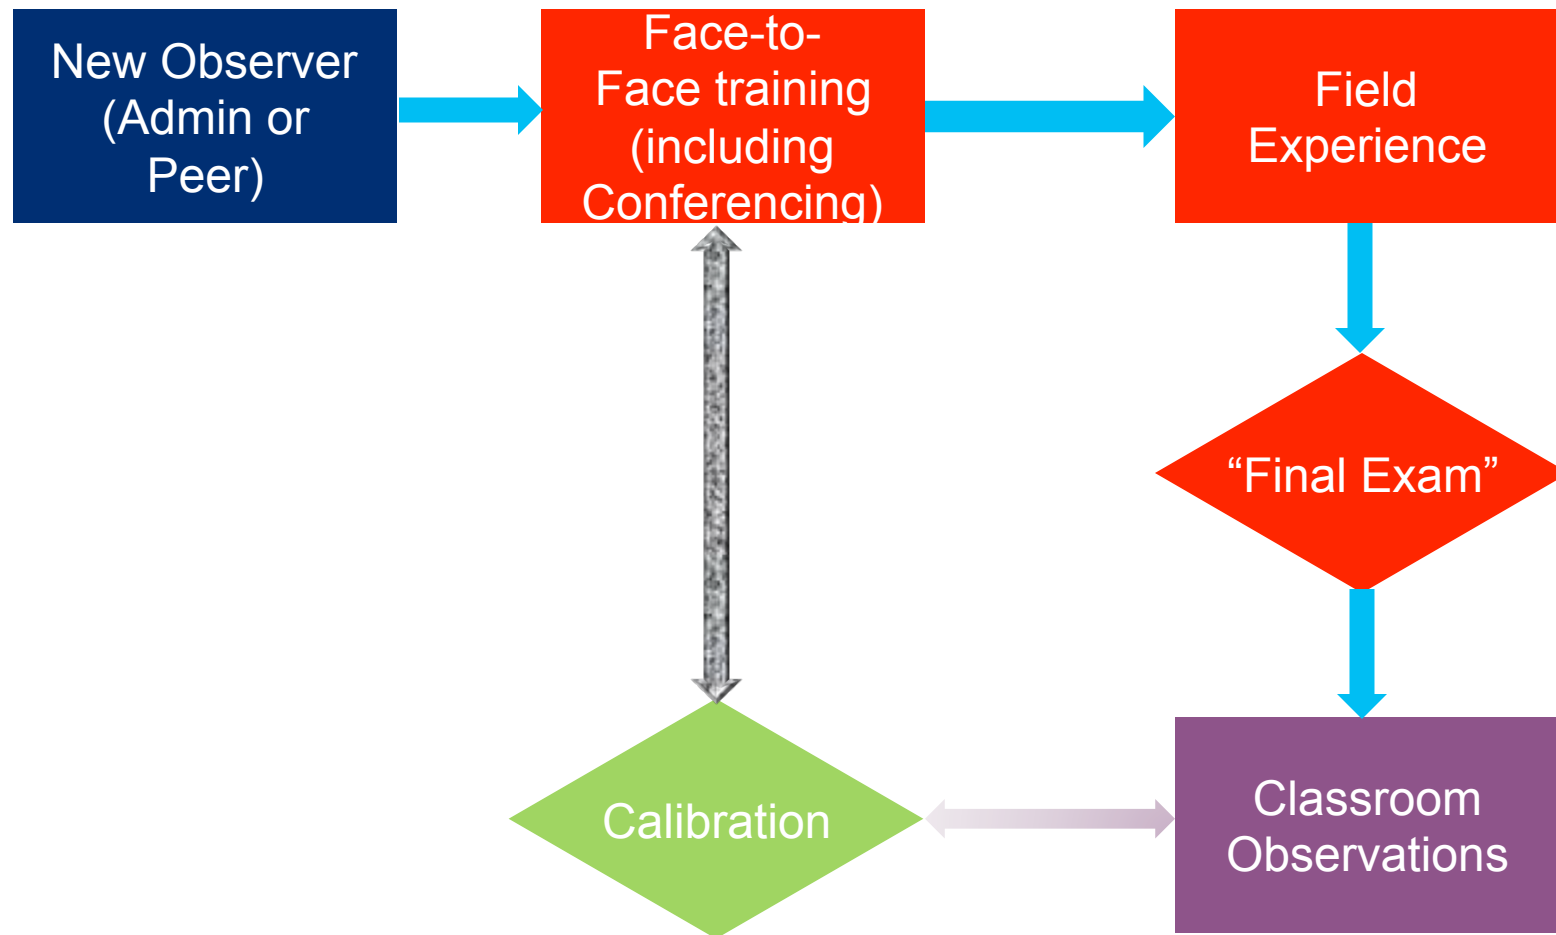 New Observer
(Admin or
Peer)
Face-to-
Face training
(including
Conferencing)
Field
Experience
“Final Exam”
Calibration
Classroom
Observations